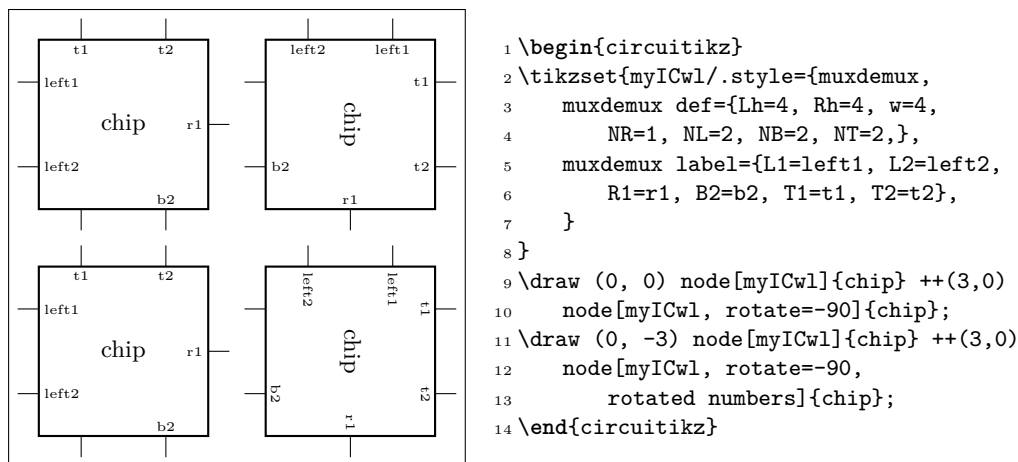 t1 t2
left1
chip r1
left2
b2
left2 left1
t1
chip
b2 t2
r1
t1 t2
left1
chip r1
left2
b2
left2 left1
t1
chip
b2 t2
r1
1 \begin{circuitikz}
2 \tikzset{myICwl/.style={muxdemux,
3 muxdemux def={Lh=4, Rh=4, w=4,
4 NR=1, NL=2, NB=2, NT=2,},
5 muxdemux label={L1=left1, L2=left2,
6 R1=r1, B2=b2, T1=t1, T2=t2},
7 }
8 }
9 \draw (0, 0) node[myICwl]{chip} ++(3,0)
10 node[myICwl, rotate=-90]{chip};
11 \draw (0, -3) node[myICwl]{chip} ++(3,0)
12 node[myICwl, rotate=-90,
13 rotated numbers]{chip};
14 \end{circuitikz}